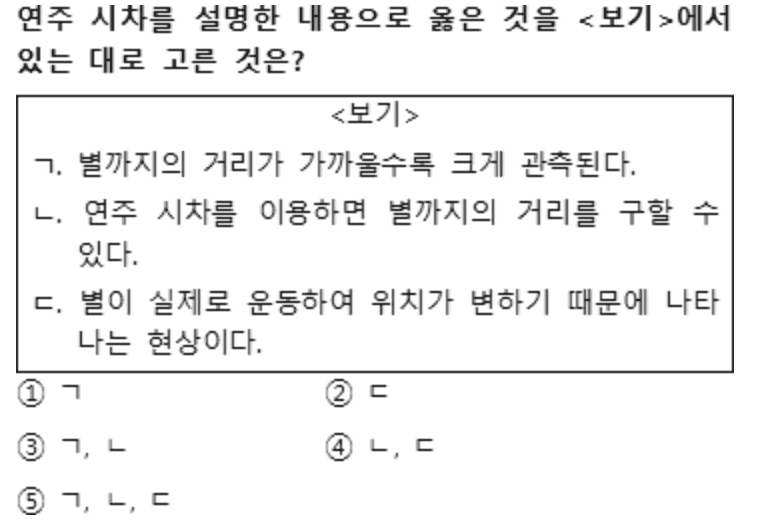 연주 시차를 설명한 내용으로 옳은 것을 <보기>에서
있는 대로 고른 것은?
<보기>
ㄱ. 별까지의 거리가 가까울수록 크게 관측된다.
ㄴ. 연주 시차를 이용하면 별까지의 거리를 구할 수
있다.
ㄷ. 별이 실제로 운동하여 위치가 변하기 때문에 나타
나는 현상이다.
① ㄱ ② ㄷ
③ ㄱ, ㄴ ④ ㄴ, ㄷ
⑤ ㄱ, ㄴ, ㄷ